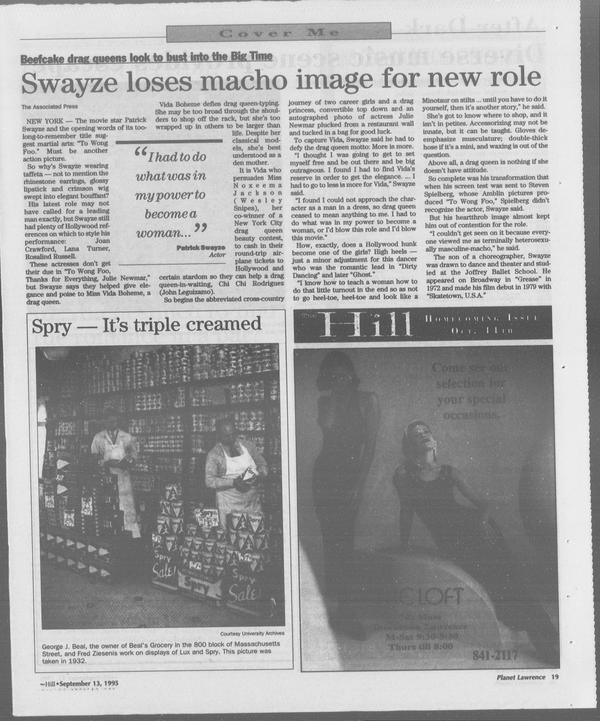 Cover Me
Beefcake drag queens look to bust into the Big Time
Swayze loses macho image for new role
The Associated Press
NEW YORK — The movie star Patrick
Swayze and the opening words of its too-
long-to-remember title sug-
gest martial arts: "To Wong
Foo." Must be another
action picture.
So why's Swayze wearing
taffeta — not to mention the
rhinestone earrings, glossy
lipstick and crimson wig
swept into elegant bouffant?
His latest role may not
have called for a leading
man exactly, but Swayze still
had plenty of Hollywood ref-
erences on which to style his
performance: Joan
Crawford, Lana Turner,
Rosalind Russell.
These actresses don't get
their due in "To Wong Foo,
Thanks for Everything, Julie Newmar,"
but Swayze says they helped give ele-
gance and poise to Miss Vida Boheme, a
drag queen.
Vida Boheme defies drag queen-typing.
She may be too broad through the shoul-
ders to shop off the rack, but she's too
wrapped up in others to be larger than
life. Despite her
classical mod-
els, she's best
understood as a
den mother.
It is Vida who
persuades Miss
Noxeema
Jackson
(Wesley
Snipes), her
co-winner of a
New York City
drag queen
beauty contest,
to cash in their
round-trip air-
plane tickets to
Hollywood and
certain stardom so they can help a drag
queen-in-waiting, Chi Chi Rodriguez
(John Leguizamo).
So begins the abbreviated cross-country
“I had to do
what was in
my power to
become a
woman...”
Patrick Swayze
Actor
journey of two career girls and a drag
princess, convertible top down and an
autographed photo of actress Julie
Newmar plucked from a restaurant wall
and tucked in a bag for good luck.
To capture Vida, Swayze said he had to
defy the drag queen motto: More is more.
"I thought I was going to get to set
myself free and be out there and be big
outrageous. I found I had to find Vida's
reserve in order to get the elegance. ... I
had to go to less is more for Vida," Swayze
said.
"I found I could not approach the char-
acter as a man in a dress, so drag queen
ceased to mean anything to me. I had to
do what was in my power to become a
woman, or I'd blow this role and I'd blow
this movie."
How, exactly, does a Hollywood hunk
become one of the girls? High heels —
just a minor adjustment for this dancer
who was the romantic lead in "Dirty
Dancing" and later "Ghost."
"I know how to teach a woman how to
do that little turnout in the end so as not
to go heel-toe, heel-toe and look like a
Minotaur on stilts ... until you have to do it
yourself, then it's another story," he said.
She's got to know where to shop, and it
isn't in petites. Accessorizing may not be
innate, but it can be taught. Gloves de-
emphasize musculature; double-thick
hose if it's a mini, and waxing is out of the
question.
Above all, a drag queen is nothing if she
doesn't have attitude.
So complete was his transformation that
when his screen test was sent to Steven
Spielberg, whose Amblin Pictures pro-
duced "To Wong Foo," Spielberg didn't
recognize the actor, Swayze said.
But his heartthrob image almost kept
him out of contention for the role.
"I couldn't get seen on it because every-
one viewed me as terminally heterosexu-
ally masculine-macho," he said.
The son of a choreographer, Swayze
was drawn to dance and theater and stud-
ied at the Joffrey Ballet School. He
appeared on Broadway in "Grease" in
1972 and made his film debut in 1979 with
"Skatetown, U.S.A."
Spry — It's triple creamed
Spry
Sale!
Spry
Spry
Sale!
Courtesy University Archives
George J. Beal, the owner of Beal's Grocery in the 800 block of Massachusetts
Street, and Fred Ziesenis work on displays of Lux and Spry. This picture was
taken in 1932.
The Hill
Homecoming Issue
Oct. 11th
Come see our
selection for
your special
occasions.
LOFT
M-Sat 9:30-5:30
Thurs till 8:00
841-2117
~Hill•September 13, 1995
Planet Lawrence 19